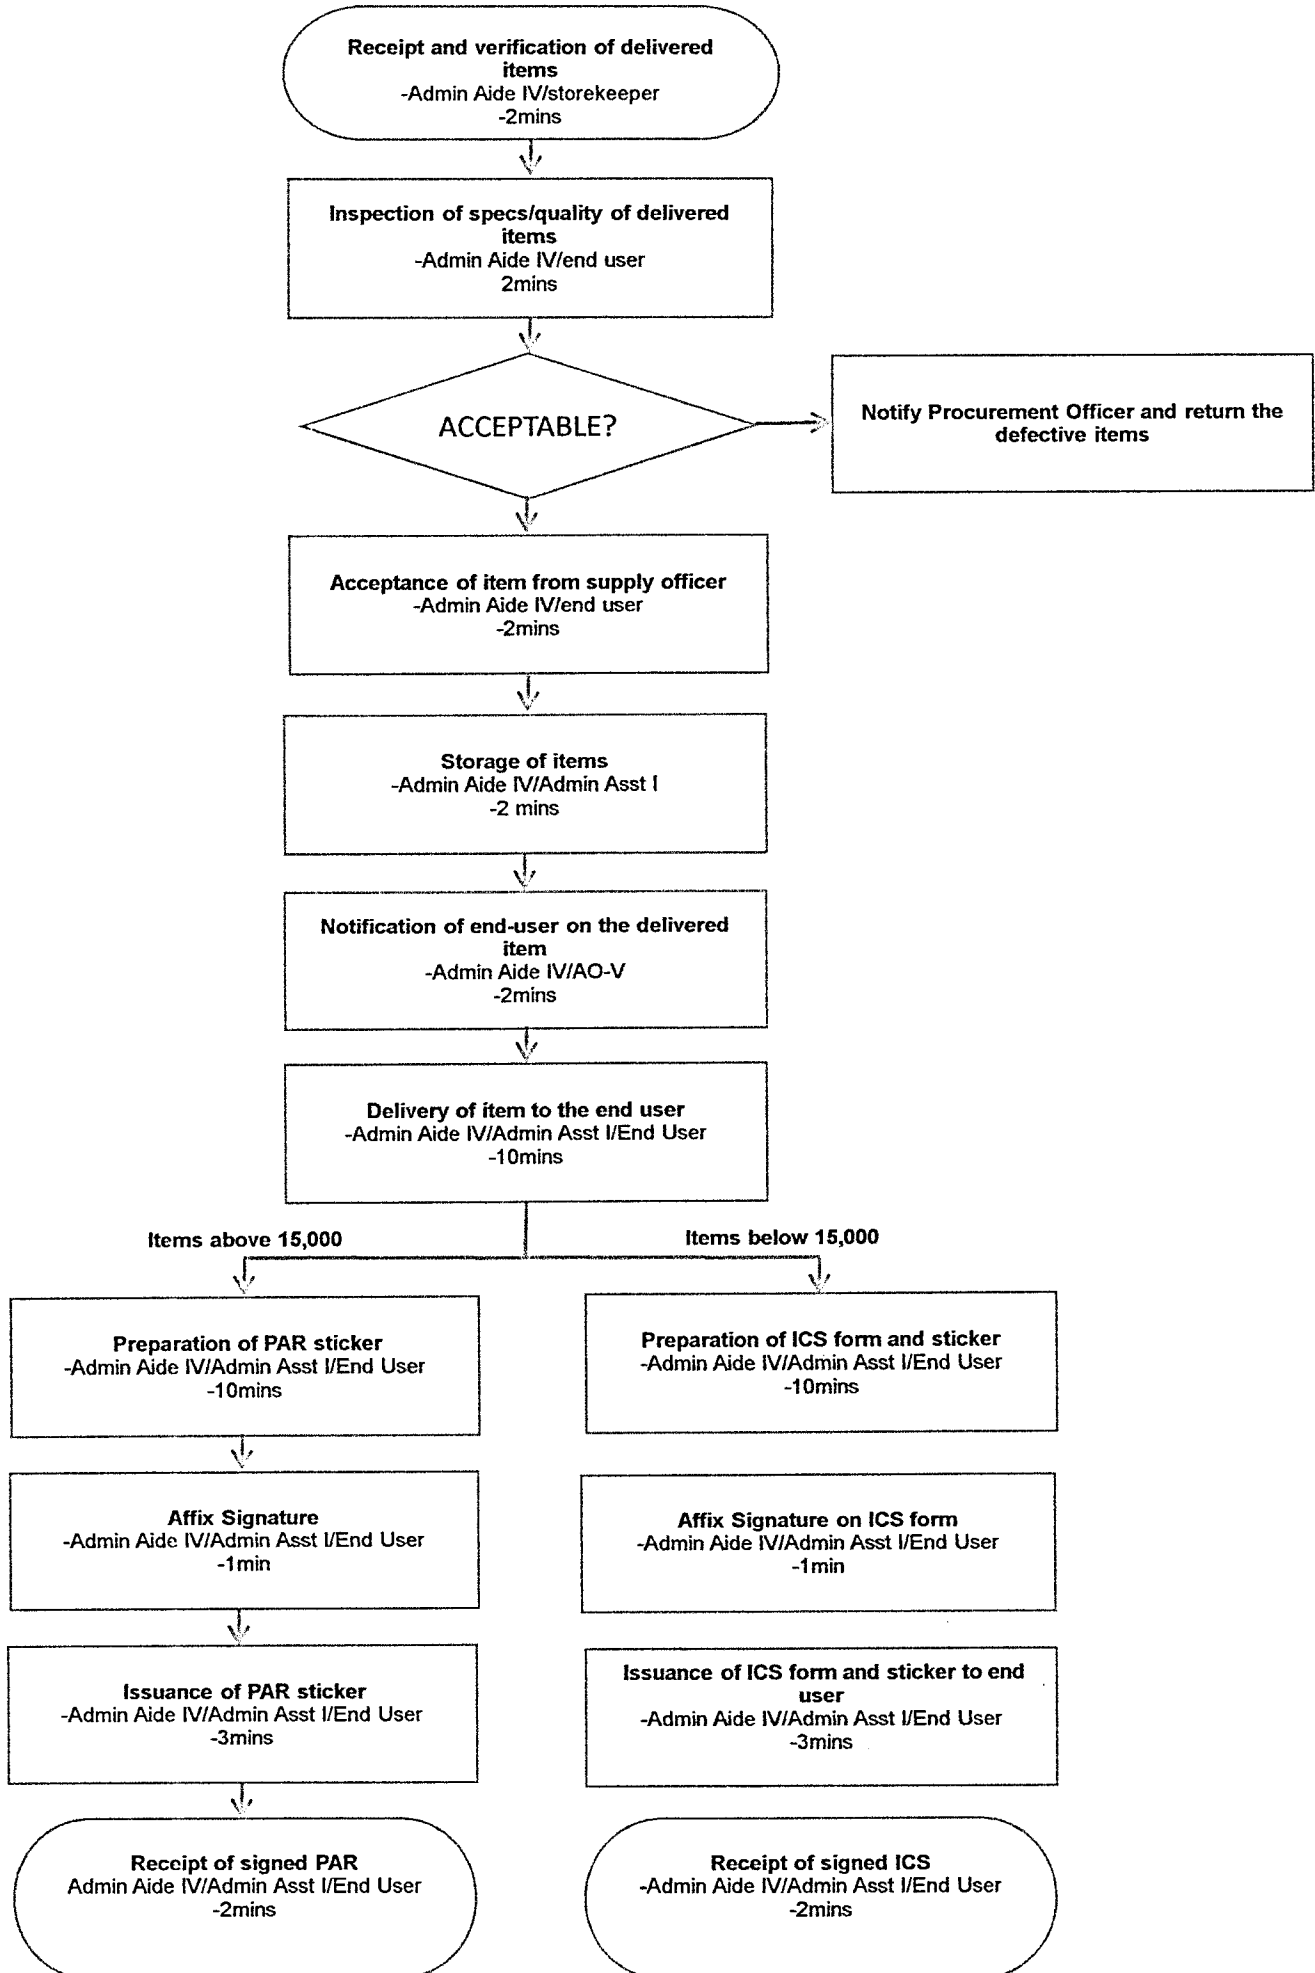 Receipt and verification of delivered
items
-Admin Aide IV/storekeeper
-2mins
Inspection of specs/quality of delivered
items
-Admin Aide IV/end user
2mins
ACCEPTABLE?
Notify Procurement Officer and return the
defective items
Acceptance of item from supply officer
-Admin Aide IV/end user
-2mins
Storage of items
-Admin Aide IV/Admin Asst I
-2 mins
Notification of end-user on the delivered
item
-Admin Aide IV/AO-V
-2mins
Delivery of item to the end user
-Admin Aide IV/Admin Asst I/End User
-10mins
Items above 15,000
Items below 15,000
Preparation of PAR sticker
-Admin Aide IV/Admin Asst I/End User
-10mins
Preparation of ICS form and sticker
-Admin Aide IV/Admin Asst I/End User
-10mins
Affix Signature
-Admin Aide IV/Admin Asst I/End User
-1min
Affix Signature on ICS form
-Admin Aide IV/Admin Asst I/End User
-1min
Issuance of PAR sticker
-Admin Aide IV/Admin Asst I/End User
-3mins
Issuance of ICS form and sticker to end
user
-Admin Aide IV/Admin Asst I/End User
-3mins
Receipt of signed PAR
Admin Aide IV/Admin Asst I/End User
-2mins
Receipt of signed ICS
-Admin Aide IV/Admin Asst I/End User
-2mins